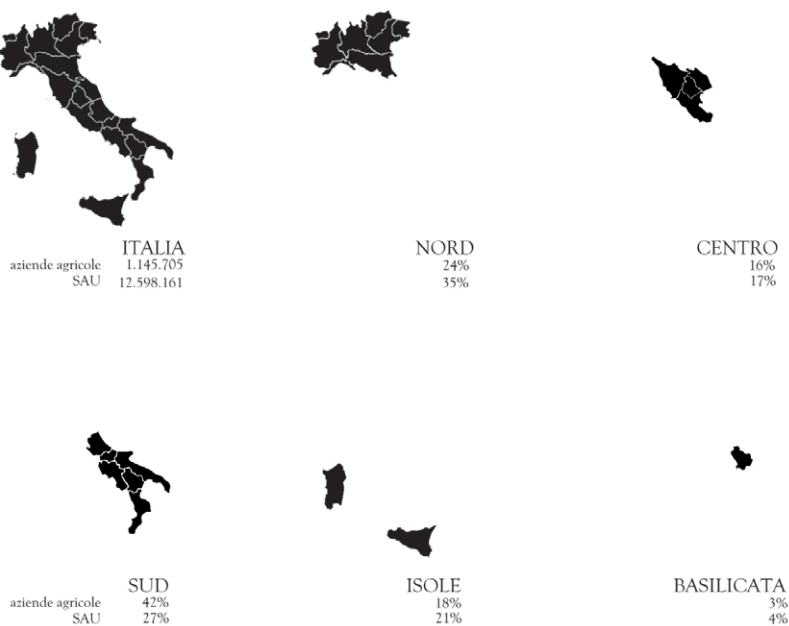 ITALIA
aziende agricole 1.145.705
SAU 12.598.161
NORD
24%
35%
CENTRO
16%
17%
SUD
aziende agricole 42%
SAU 27%
ISOLE
18%
21%
BASILICATA
3%
4%